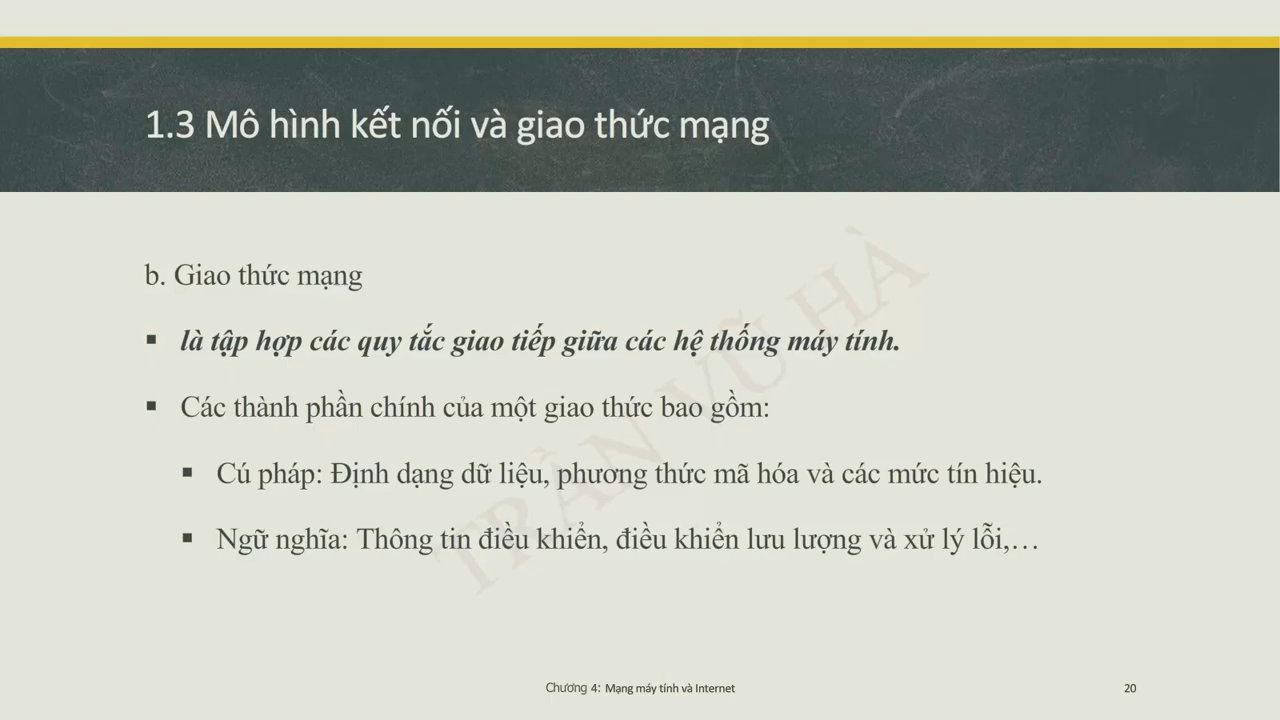 1.3 Mô hình kết nối và giao thức mạng
b. Giao thức mạng
▪ là tập hợp các quy tắc giao tiếp giữa các hệ thống máy tính.
▪ Các thành phần chính của một giao thức bao gồm:
▪ Cú pháp: Định dạng dữ liệu, phương thức mã hóa và các mức tín hiệu.
▪ Ngữ nghĩa: Thông tin điều khiển, điều khiển lưu lượng và xử lý lỗi,…
TRẦN VŨ HÀ
Chương 4: Mạng máy tính và Internet
20